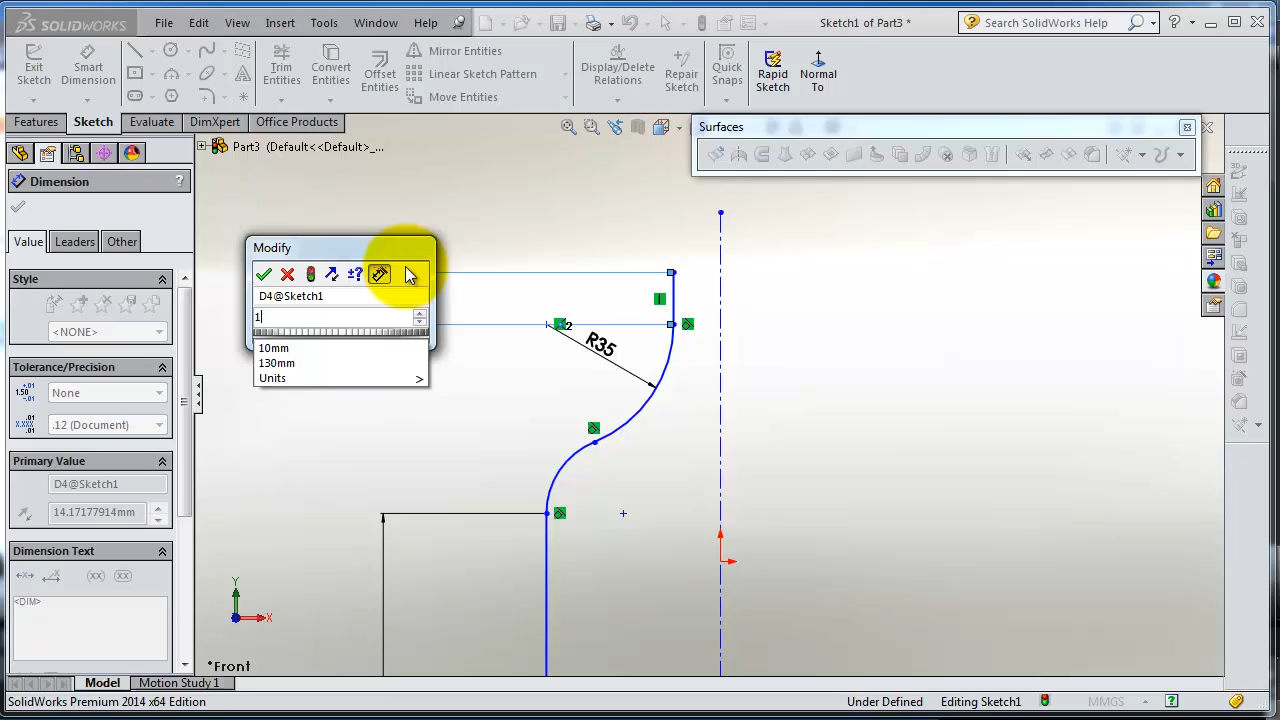 SOLIDWORKS
File
Edit
View
Insert
Tools
Window
Help
Sketch1 of Part3 *
Search SolidWorks Help
Exit Sketch
Smart Dimension
Trim Entities
Convert Entities
Offset Entities
Mirror Entities
Linear Sketch Pattern
Move Entities
Display/Delete Relations
Repair Sketch
Quick Snaps
Rapid Sketch
Normal To
Features
Sketch
Evaluate
DimXpert
Office Products
Surfaces
Part3 (Default<<Default>_...
Dimension
?
Value
Leaders
Other
Style
<NONE>
Tolerance/Precision
None
.12 (Document)
Primary Value
D4@Sketch1
14.17177914mm
Dimension Text
<DIM>
Modify
D4@Sketch1
1
10mm
130mm
Units >
2
R35
Y
X
*Front
Model
Motion Study 1
SolidWorks Premium 2014 x64 Edition
Under Defined
Editing Sketch1
MMGS